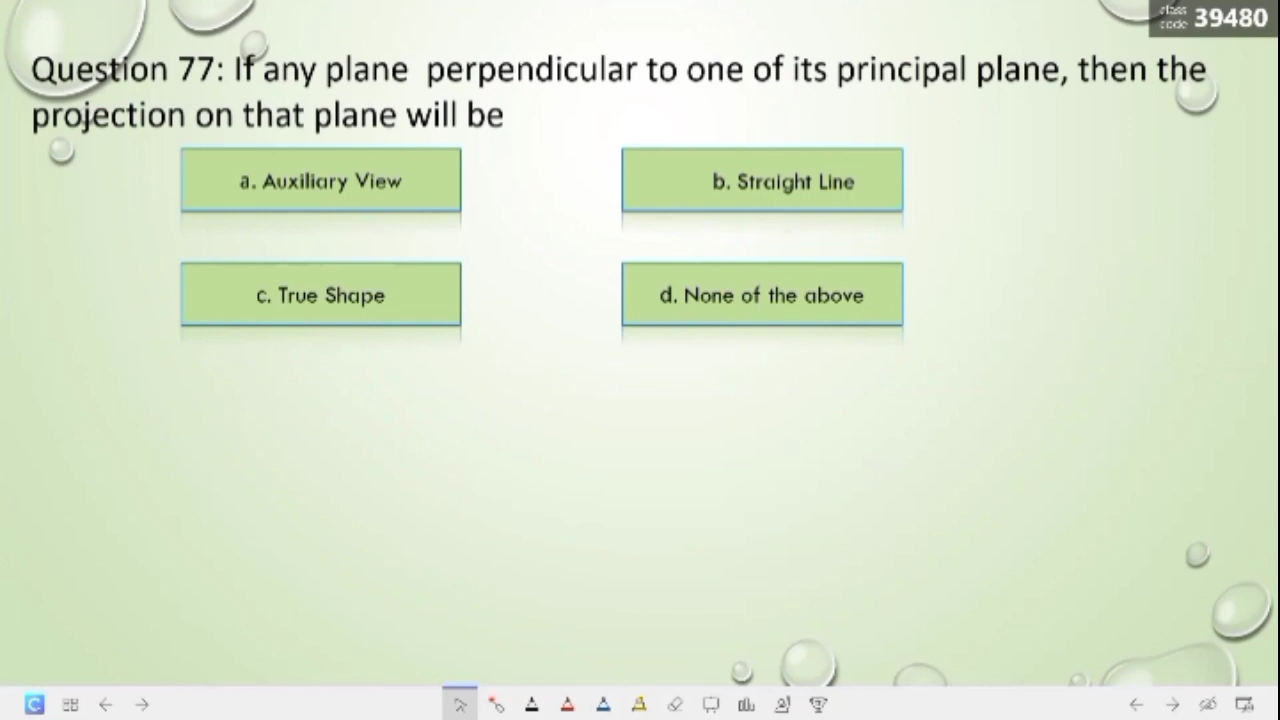 class
code 39480
Question 77: If any plane perpendicular to one of its principal plane, then the
projection on that plane will be
a. Auxiliary View
b. Straight Line
c. True Shape
d. None of the above